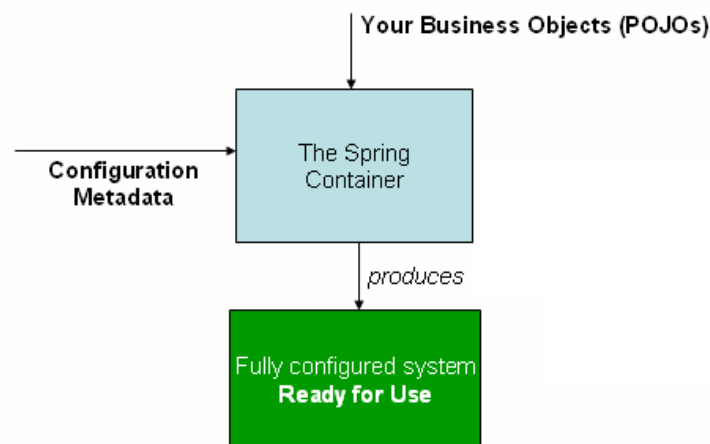 Your Business Objects (POJOs)
The Spring
Container
Configuration
Metadata
produces
Fully configured system
Ready for Use